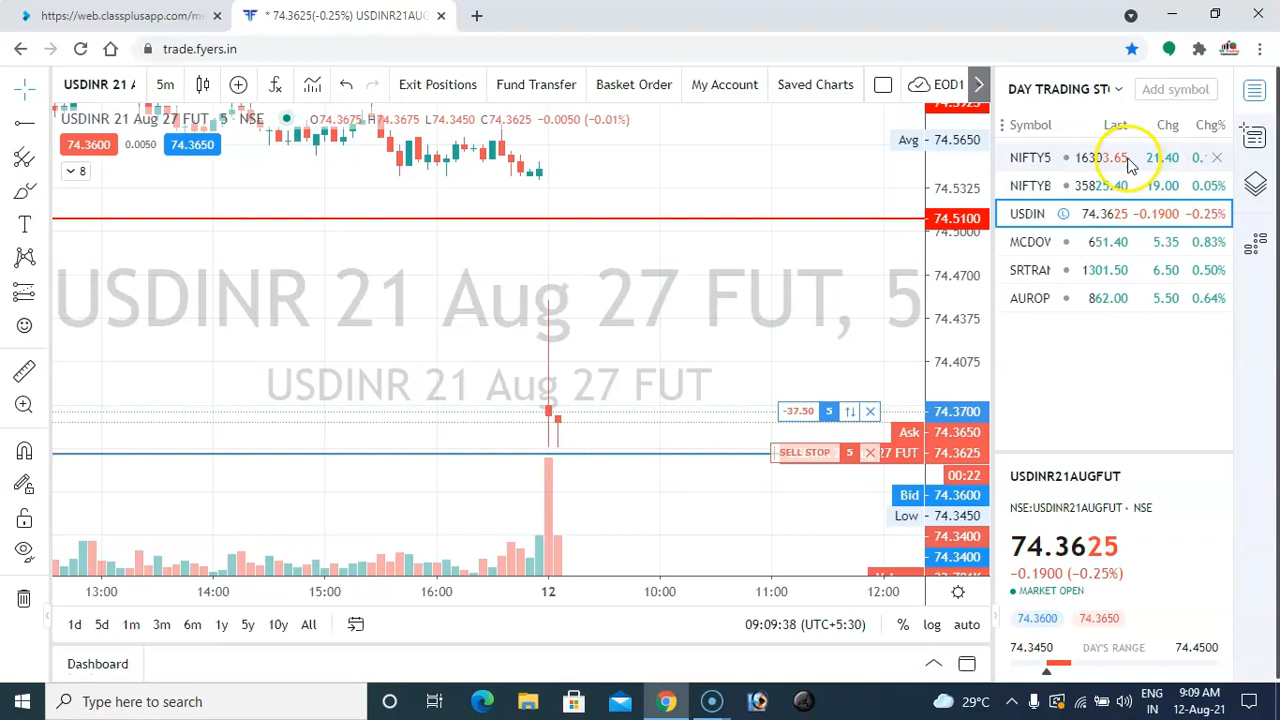 https://web.classplusapp.com/m
* 74.3625(-0.25%) USDINR21AUG
trade.fyers.in
USDINR 21 A
5m
Exit Positions
Fund Transfer
Basket Order
My Account
Saved Charts
EOD1
USDINR 21 Aug 27 FUT · 5 · NSE
O74.3675 H74.3675 L74.3450 C74.3625 -0.0050 (-0.01%)
74.3600 0.0050 74.3650
8
USDINR 21 Aug 27 FUT, 5
USDINR 21 Aug 27 FUT
Avg 74.5650
74.5325
74.5100
74.5000
74.4700
74.4375
74.4075
-37.50 5
74.3700
Ask 74.3650
SELL STOP 5
27 FUT 74.3625
00:22
Bid 74.3600
Low 74.3450
74.3400
74.3400
13:00 14:00 15:00 16:00 12 10:00 11:00 12:00
1d 5d 1m 3m 6m 1y 5y 10y All
09:09:38 (UTC+5:30)
% log auto
Dashboard
DAY TRADING ST
Add symbol
Symbol Last Chg Chg%
NIFTY5 16303.65 21.40
NIFTYB 35825.40 19.00 0.05%
USDIN L 74.3625 −0.1900 −0.25%
MCDOV 651.40 5.35 0.83%
SRTRAN 1301.50 6.50 0.50%
AUROP 862.00 5.50 0.64%
USDINR21AUGFUT
NSE:USDINR21AUGFUT • NSE
74.3625
−0.1900 (−0.25%)
MARKET OPEN
74.3600 74.3650
74.3450 DAY'S RANGE 74.4500
Type here to search
29°C
ENG
IN
9:09 AM
12-Aug-21